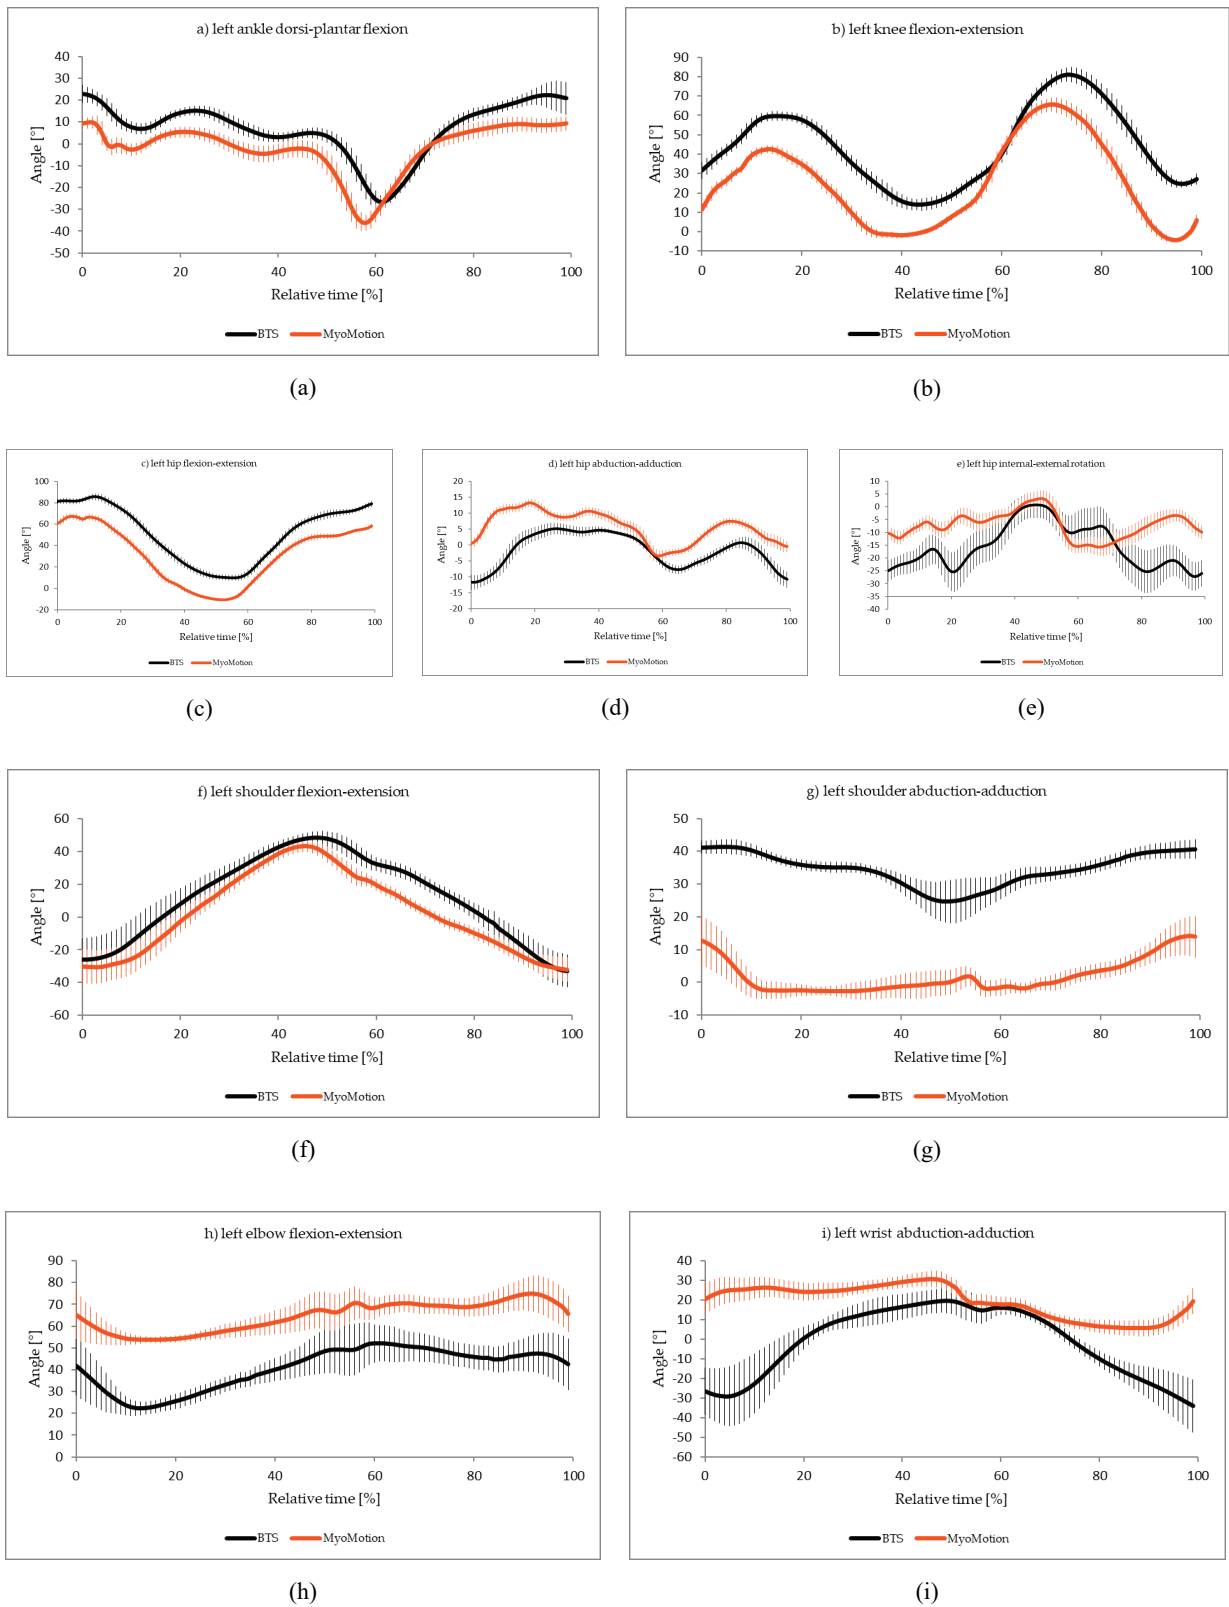 a) left ankle dorsi-plantar flexion
40
30
20
10
0
-10
-20
-30
-40
-50
Angle [°]
0 20 40 60 80 100
Relative time [%]
BTS MyoMotion
(a)
b) left knee flexion-extension
90
80
70
60
50
40
30
20
10
0
-10
Angle [°]
0 20 40 60 80 100
Relative time [%]
BTS MyoMotion
(b)
c) left hip flexion-extension
100
80
60
40
20
0
-20
Angle [°]
0 20 40 60 80 100
Relative time [%]
BTS MyoMotion
(c)
d) left hip abduction-adduction
20
15
10
5
0
-5
-10
-15
-20
Angle [°]
0 20 40 60 80 100
Relative time [%]
BTS MyoMotion
(d)
e) left hip internal-external rotation
10
5
0
-5
-10
-15
-20
-25
-30
-35
-40
Angle [°]
0 20 40 60 80 100
Relative time [%]
BTS MyoMotion
(e)
f) left shoulder flexion-extension
60
40
20
0
-20
-40
-60
Angle [°]
0 20 40 60 80 100
Relative time [%]
BTS MyoMotion
(f)
g) left shoulder abduction-adduction
50
40
30
20
10
0
-10
Angle [°]
0 20 40 60 80 100
Relative time [%]
BTS MyoMotion
(g)
h) left elbow flexion-extension
90
80
70
60
50
40
30
20
10
0
Angle [°]
0 20 40 60 80 100
Relative time [%]
BTS MyoMotion
(h)
i) left wrist abduction-adduction
40
30
20
10
0
-10
-20
-30
-40
-50
-60
Angle [°]
0 20 40 60 80 100
Relative time [%]
BTS MyoMotion
(i)